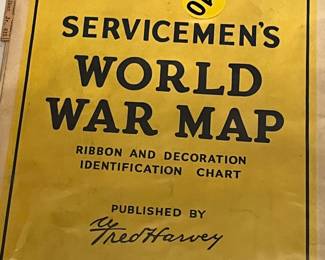 SERVICEMEN'S
WORLD
WAR MAP
RIBBON AND DECORATION
IDENTIFICATION CHART
PUBLISHED BY
Fred Harvey